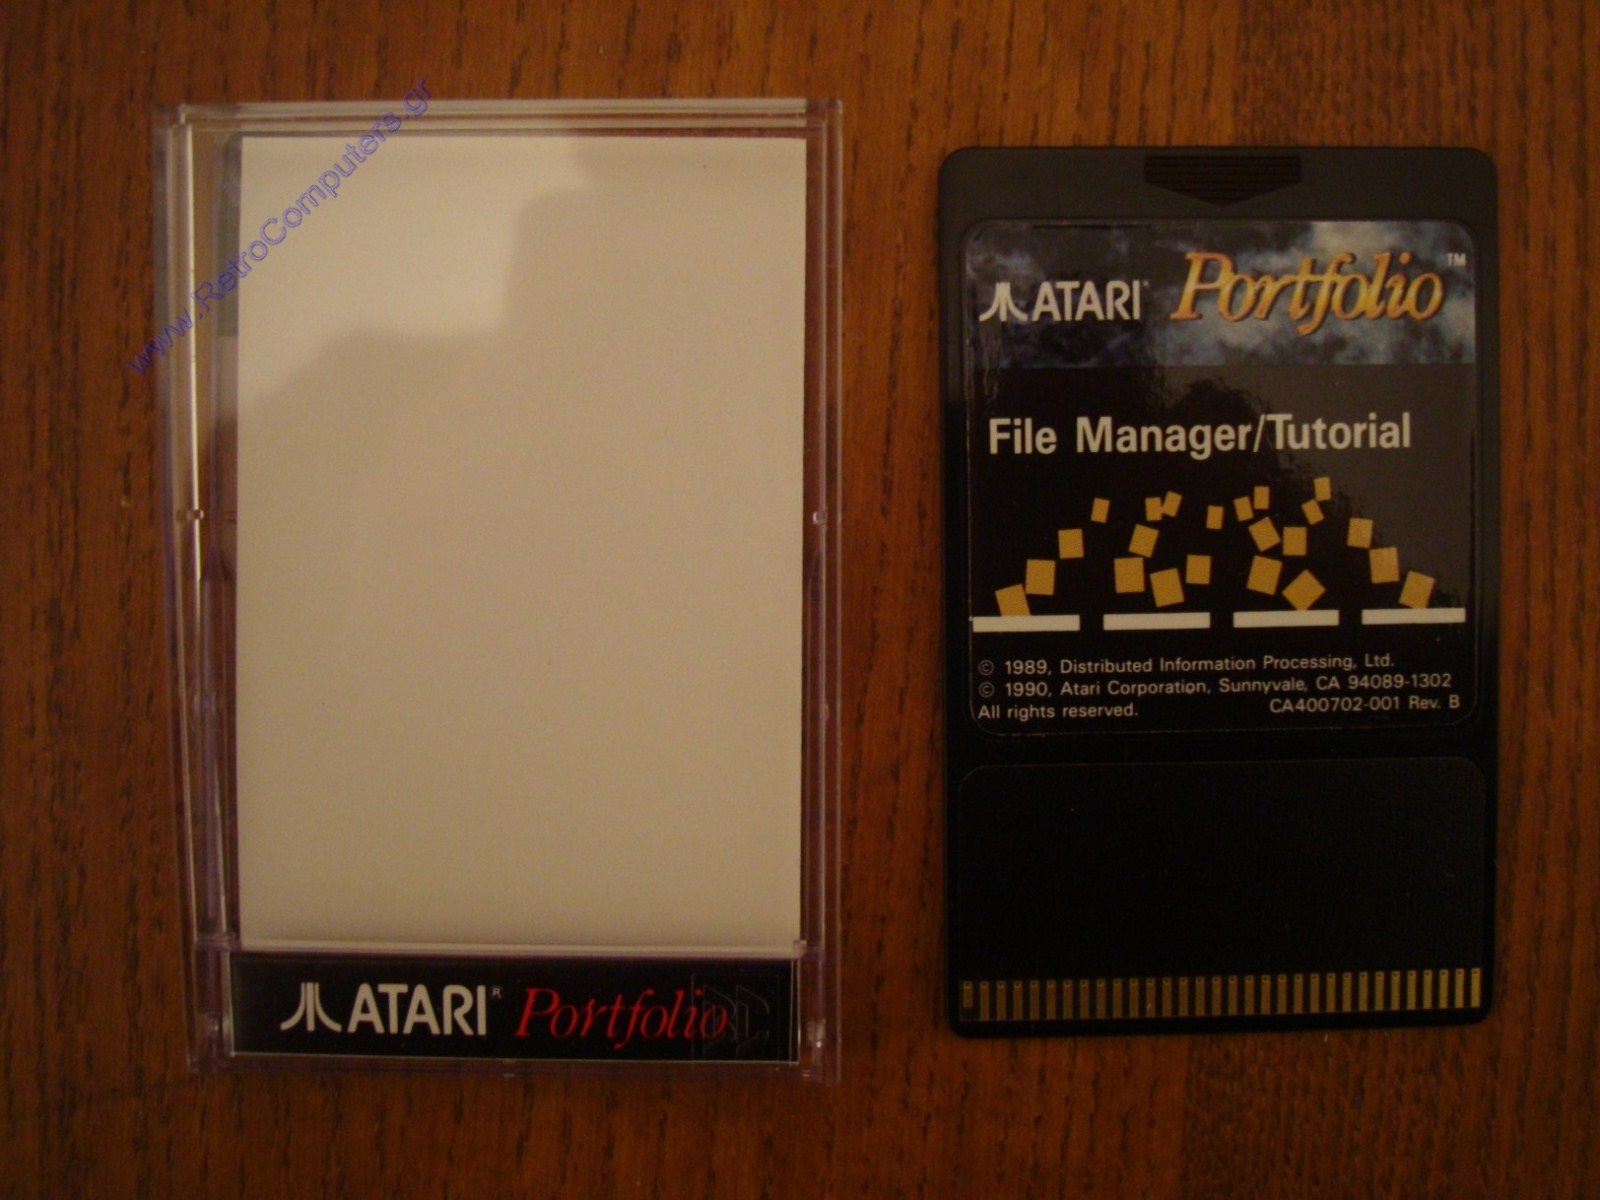 www.RetroComputers.gr
ATARI® Portfolio
ATARI® Portfolio™
File Manager/Tutorial
© 1989, Distributed Information Processing, Ltd.
© 1990, Atari Corporation, Sunnyvale, CA 94089-1302
All rights reserved. CA400702-001 Rev. B